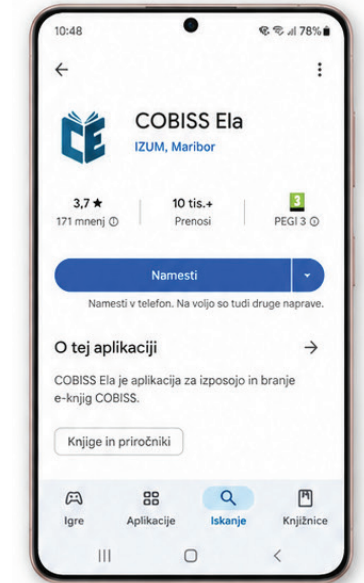 10:48
78%
COBISS Ela
IZUM, Maribor
CE
3,7★
171 mnenj
10 tis.+
Prenosi
3
PEGI 3
Namesti
Namesti v telefon. Na voljo so tudi druge naprave.
O tej aplikaciji
COBISS Ela je aplikacija za izposojo in branje
e-knjig COBISS.
Knjige in priročniki
Igre
Aplikacije
Iskanje
Knjižnice